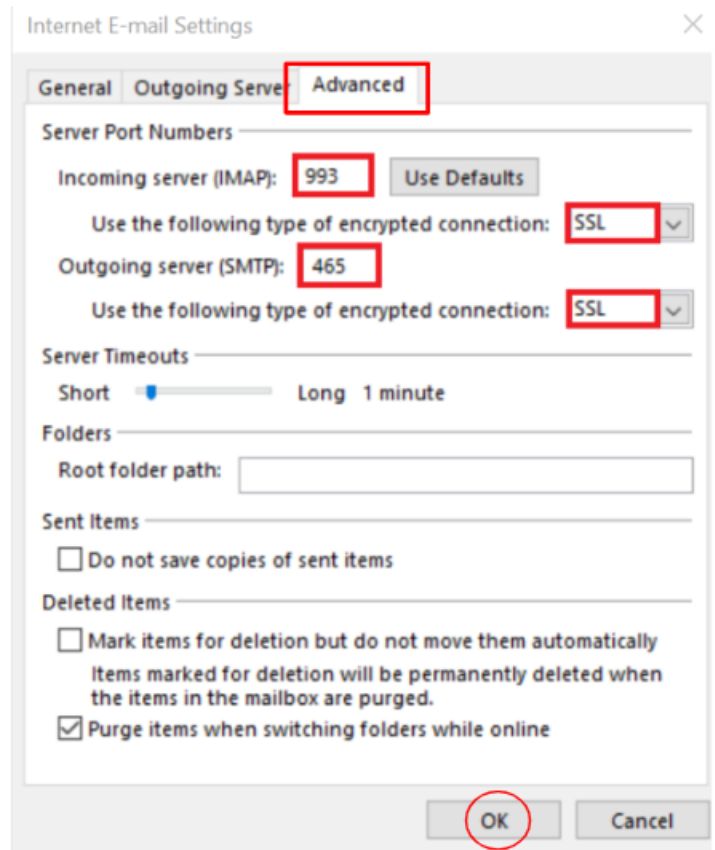 Internet E-mail Settings
General Outgoing Server Advanced
Server Port Numbers
Incoming server (IMAP): 993 Use Defaults
Use the following type of encrypted connection: SSL
Outgoing server (SMTP): 465
Use the following type of encrypted connection: SSL
Server Timeouts
Short Long 1 minute
Folders
Root folder path:
Sent Items
Do not save copies of sent items
Deleted Items
Mark items for deletion but do not move them automatically
Items marked for deletion will be permanently deleted when
the items in the mailbox are purged.
Purge items when switching folders while online
OK Cancel